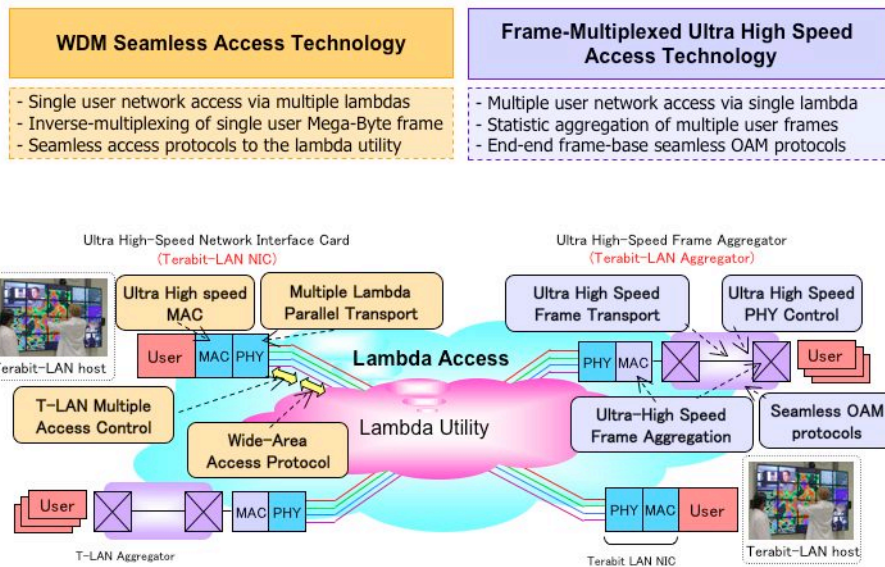 WDM Seamless Access Technology
Frame-Multiplexed Ultra High Speed
Access Technology
- Single user network access via multiple lambdas
- Inverse-multiplexing of single user Mega-Byte frame
- Seamless access protocols to the lambda utility
- Multiple user network access via single lambda
- Statistic aggregation of multiple user frames
- End-end frame-base seamless OAM protocols
Ultra High-Speed Network Interface Card
(Terabit-LAN NIC)
Ultra High-Speed Frame Aggregator
(Terabit-LAN Aggregator)
Ultra High speed
MAC
Multiple Lambda
Parallel Transport
Ultra High Speed
Frame Transport
Ultra High Speed
PHY Control
User
MAC
PHY
Lambda Access
PHY
MAC
User
Terabit-LAN host
T-LAN Multiple
Access Control
Wide-Area
Access Protocol
Lambda Utility
Ultra-High Speed
Frame Aggregation
Seamless OAM
protocols
User
MAC
PHY
PHY
MAC
User
T-LAN Aggregator
Terabit LAN NIC
Terabit-LAN host